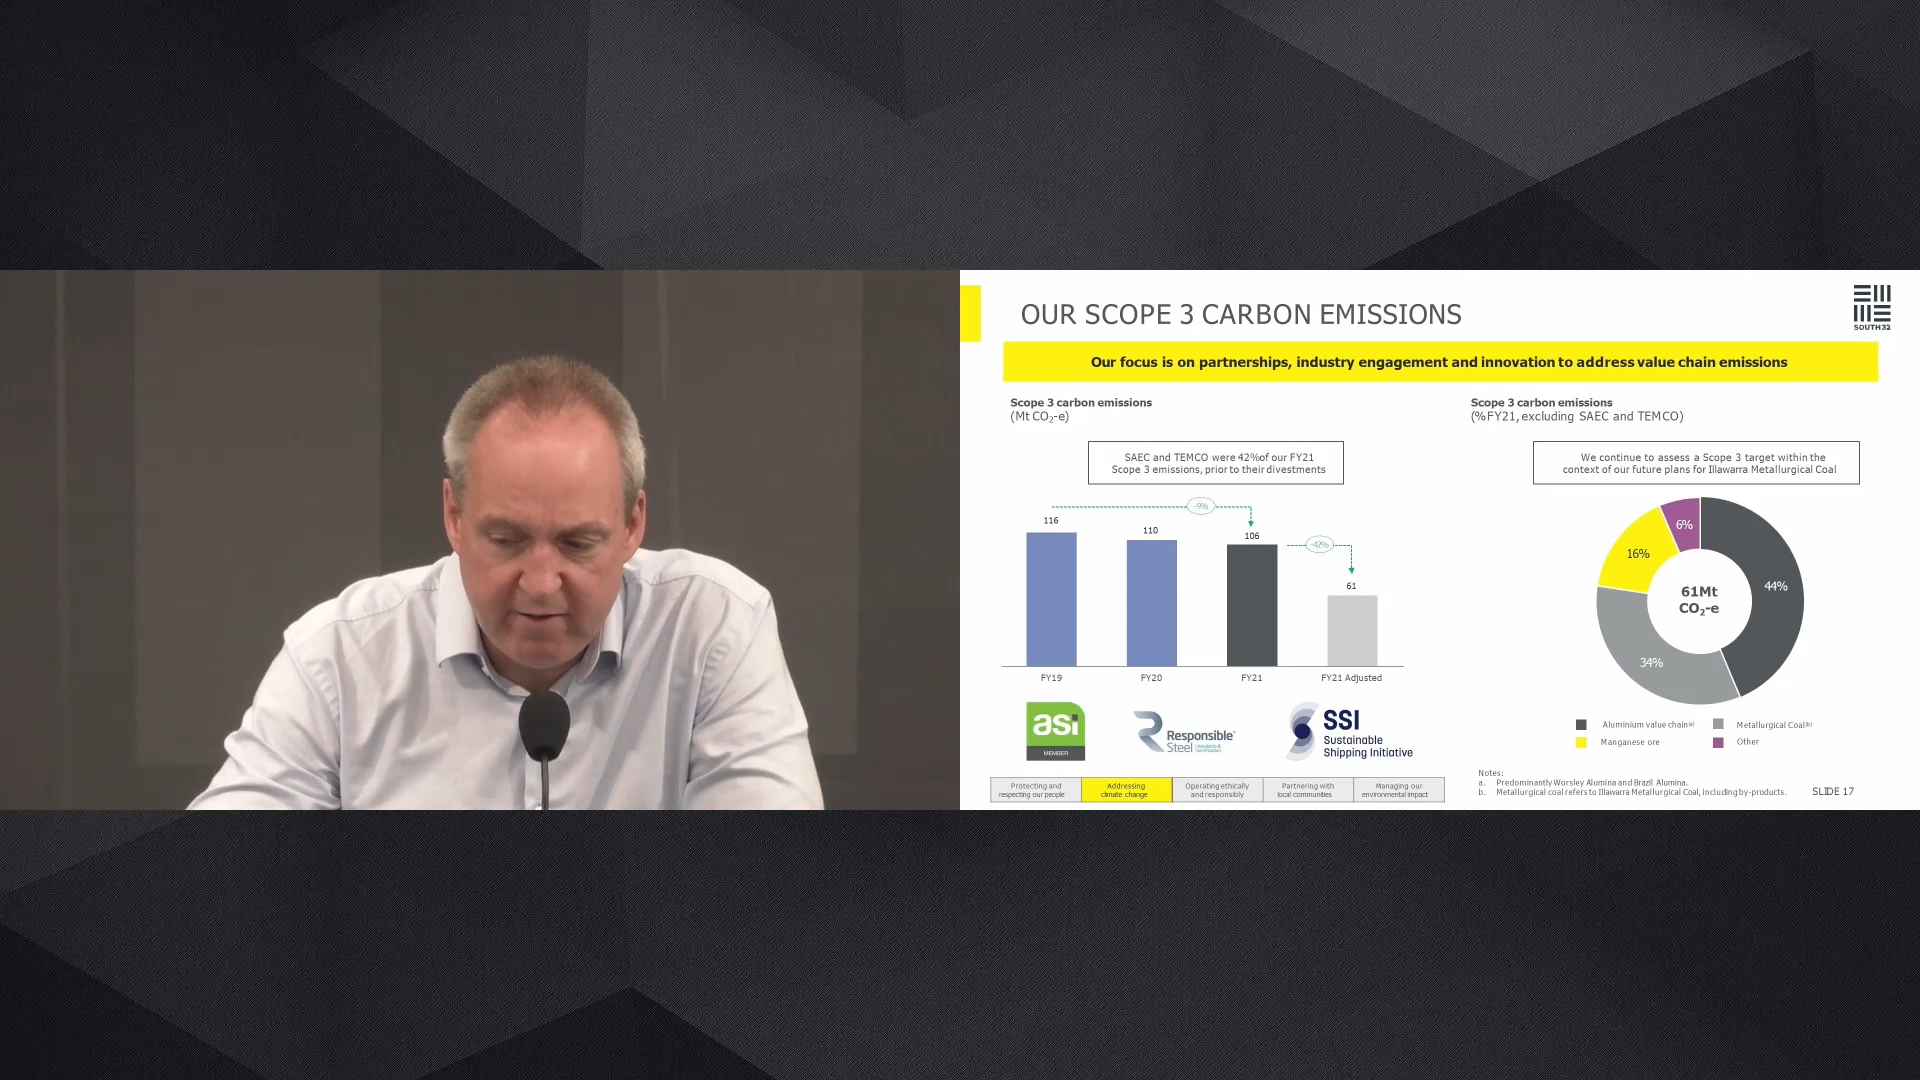 OUR SCOPE 3 CARBON EMISSIONS
SOUTH32
Our focus is on partnerships, industry engagement and innovation to address value chain emissions
Scope 3 carbon emissions
(Mt CO₂-e)
SAEC and TEMCO were 42% of our FY21
Scope 3 emissions, prior to their divestments
-9%
116
110
106
-42%
61
FY19
FY20
FY21
FY21 Adjusted
asi
MEMBER
Responsible™
Steel
SSI
Sustainable
Shipping Initiative
Scope 3 carbon emissions
(% FY21, excluding SAEC and TEMCO)
We continue to assess a Scope 3 target within the
context of our future plans for Illawarra Metallurgical Coal
6%
16%
44%
34%
61Mt
CO₂-e
Aluminium value chain(a)
Metallurgical Coal(b)
Manganese ore
Other
Notes:
a. Predominantly Worsley Alumina and Brazil Alumina.
b. Metallurgical coal refers to Illawarra Metallurgical Coal, including by-products.
Protecting and
respecting our people
Addressing
climate change
Operating ethically
and responsibly
Partnering with
local communities
Managing our
environmental impact
SLIDE 17